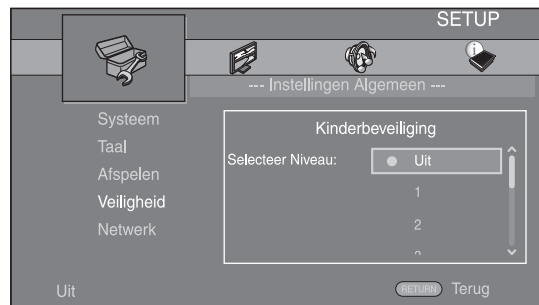 SETUP
--- Instellingen Algemeen ---
Systeem
Taal
Afspelen
Veiligheid
Netwerk
Kinderbeveiliging
Selecteer Niveau:
Uit
1
2
Uit
RETURN Terug